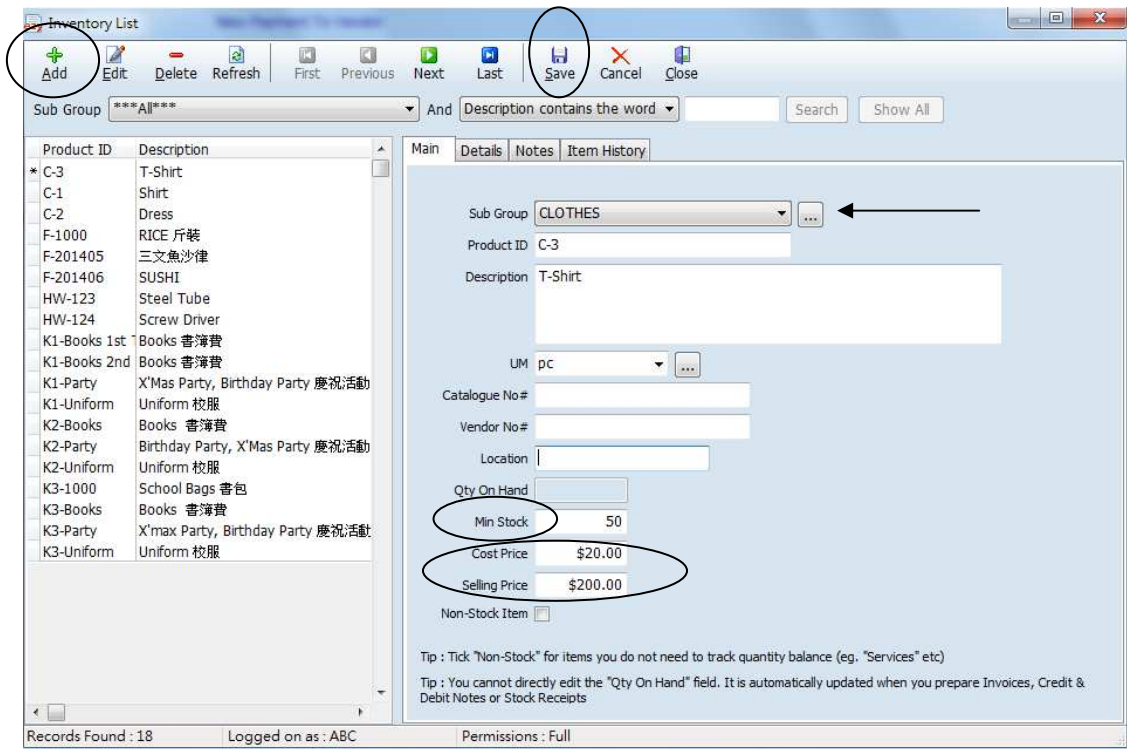 Inventory List
Add Edit Delete Refresh First Previous Next Last Save Cancel Close
Sub Group ***All*** And Description contains the word Search Show All
Product ID Description
* C-3 T-Shirt
C-1 Shirt
C-2 Dress
F-1000 RICE 斤裝
F-201405 三文魚沙律
F-201406 SUSHI
HW-123 Steel Tube
HW-124 Screw Driver
K1-Books 1st Books 書簿費
K1-Books 2nd Books 書簿費
K1-Party X'Mas Party, Birthday Party 慶祝活動
K1-Uniform Uniform 校服
K2-Books Books 書簿費
K2-Party Birthday Party, X'Mas Party 慶祝活動
K2-Uniform Uniform 校服
K3-1000 School Bags 書包
K3-Books Books 書簿費
K3-Party X'max Party, Birthday Party 慶祝活動
K3-Uniform Uniform 校服
Main Details Notes Item History
Sub Group CLOTHES ...
Product ID C-3
Description T-Shirt
UM pc ...
Catalogue No#
Vendor No#
Location
Qty On Hand
Min Stock 50
Cost Price $20.00
Selling Price $200.00
Non-Stock Item
Tip : Tick "Non-Stock" for items you do not need to track quantity balance (eg. "Services" etc)
Tip : You cannot directly edit the "Qty On Hand" field. It is automatically updated when you prepare Invoices, Credit &
Debit Notes or Stock Receipts
Records Found : 18 Logged on as : ABC Permissions : Full